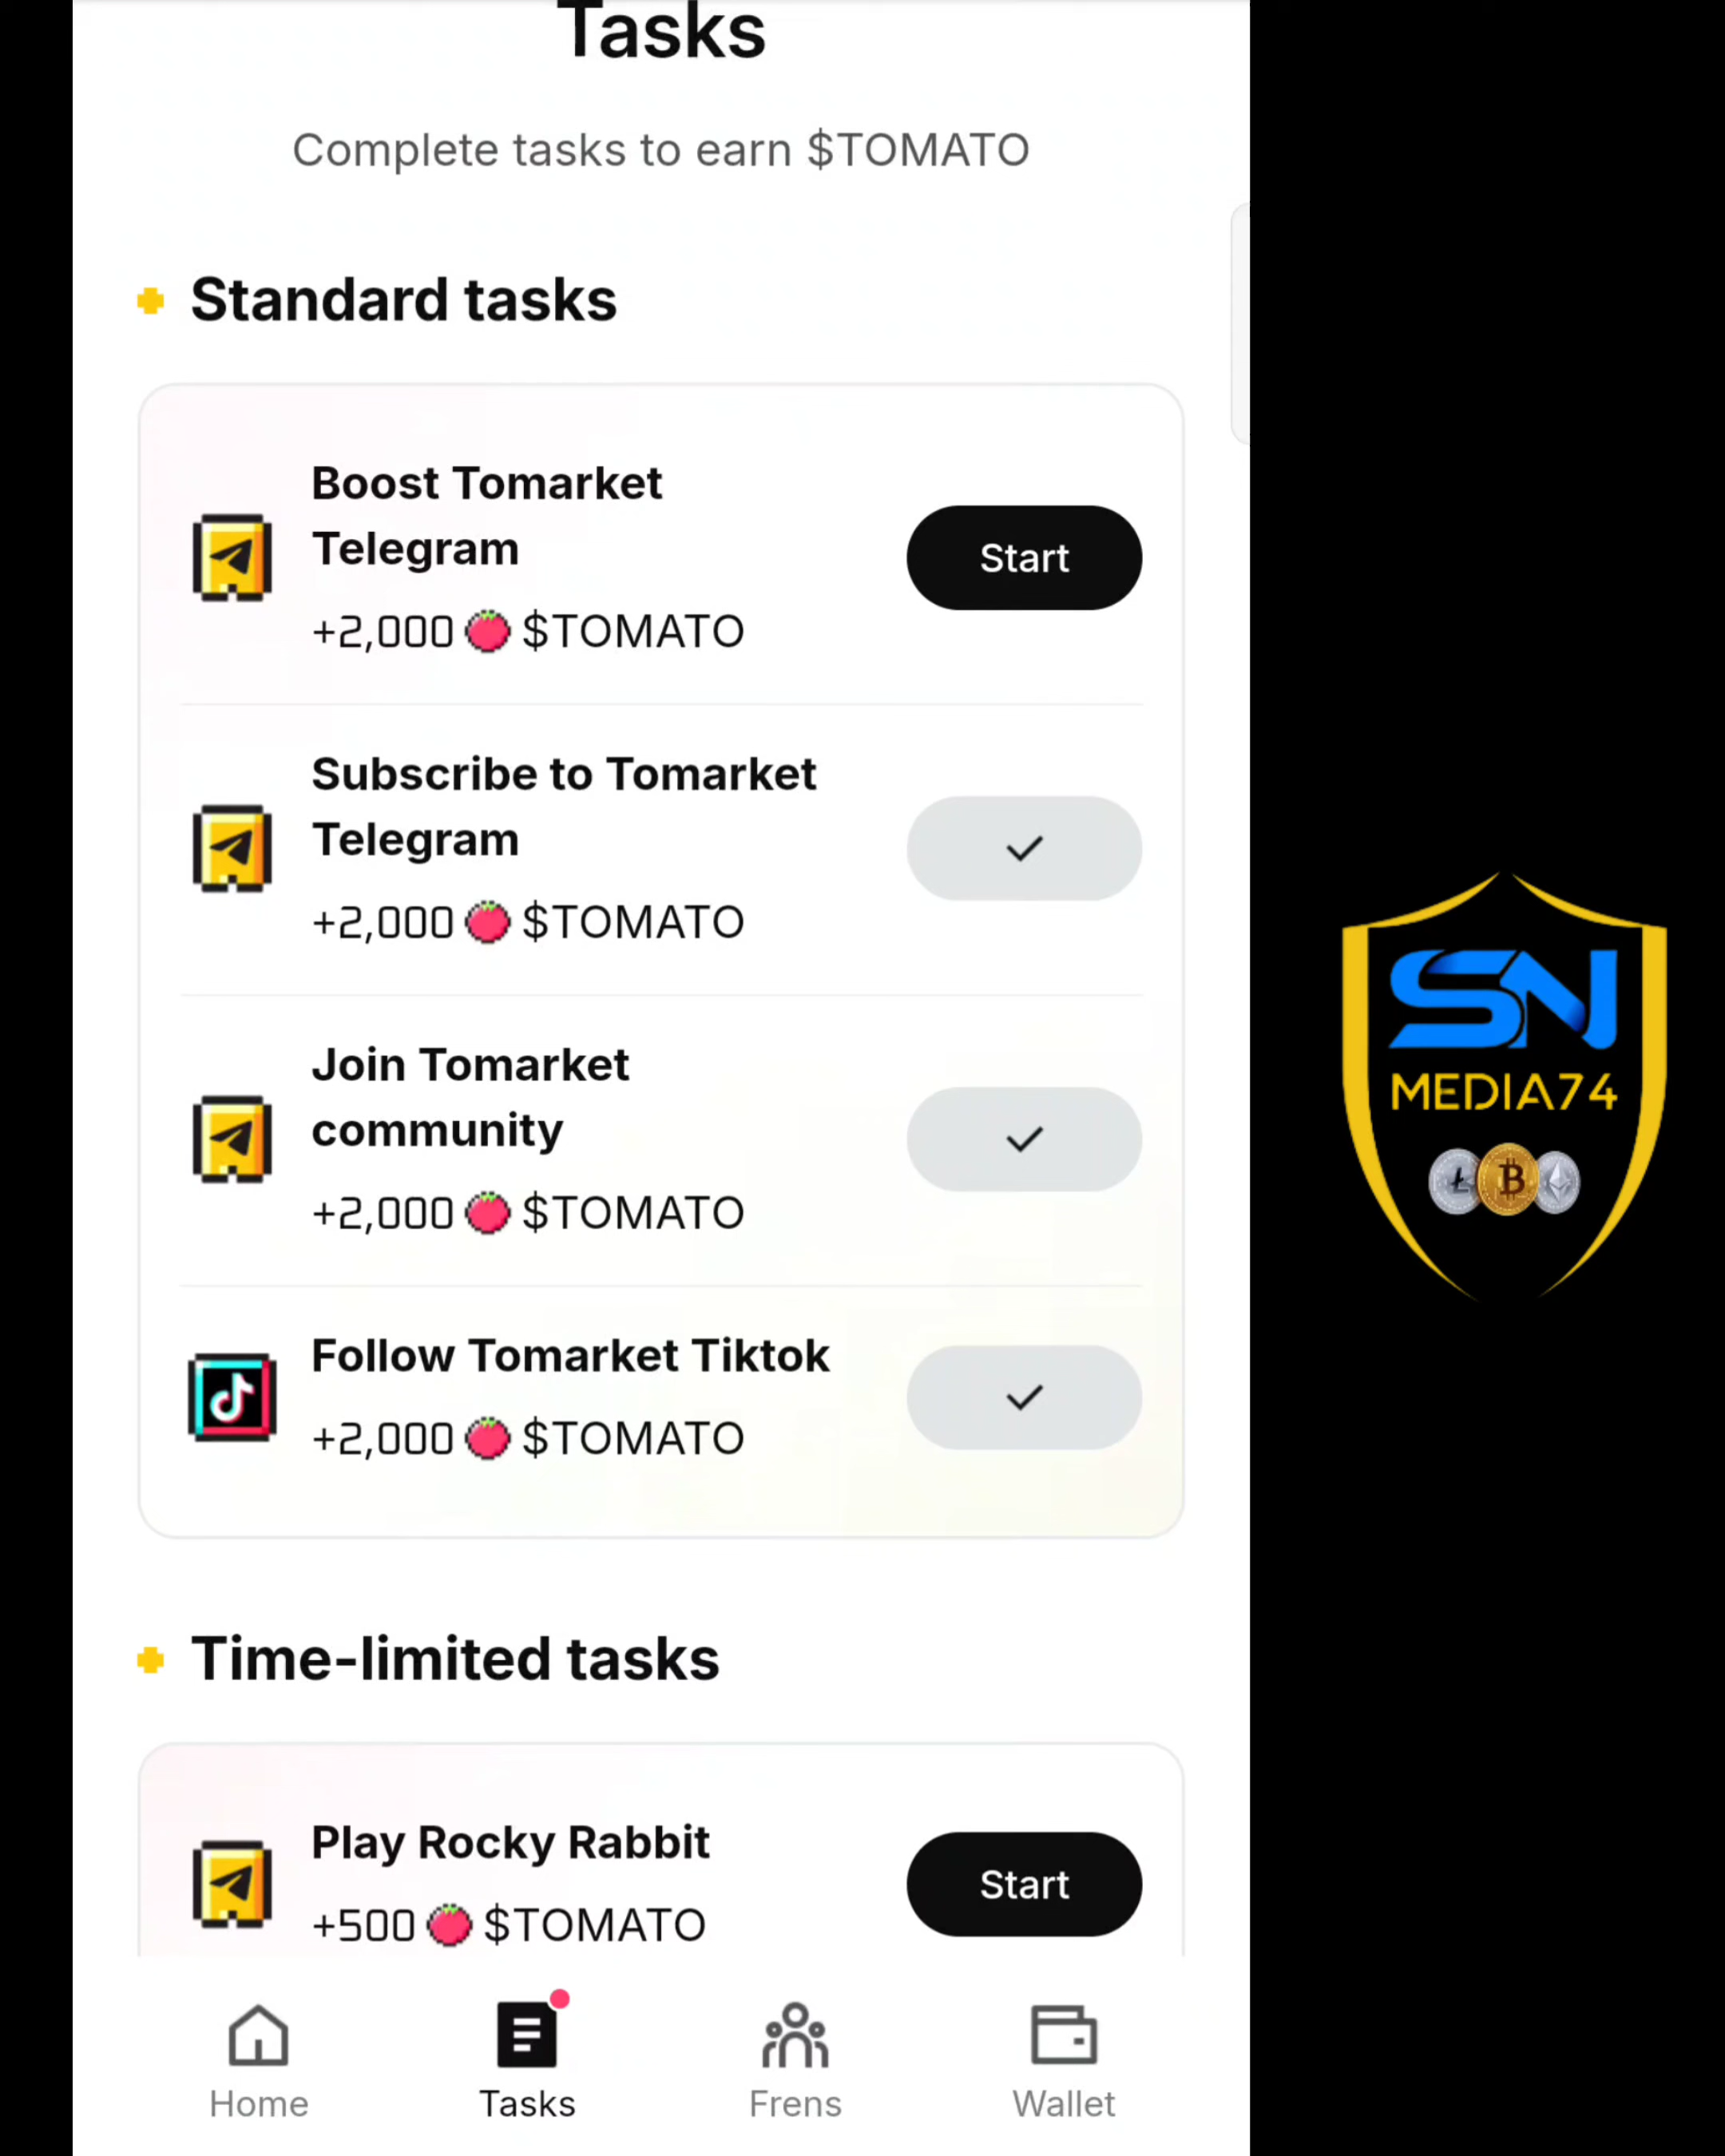 Tasks
Complete tasks to earn $TOMATO
Standard tasks
Boost Tomarket
Telegram
+2,000 $TOMATO
Start
Subscribe to Tomarket
Telegram
+2,000 $TOMATO
Join Tomarket
community
+2,000 $TOMATO
Follow Tomarket Tiktok
+2,000 $TOMATO
Time-limited tasks
Play Rocky Rabbit
+500 $TOMATO
Start
Home
Tasks
Frens
Wallet
SN
MEDIA74